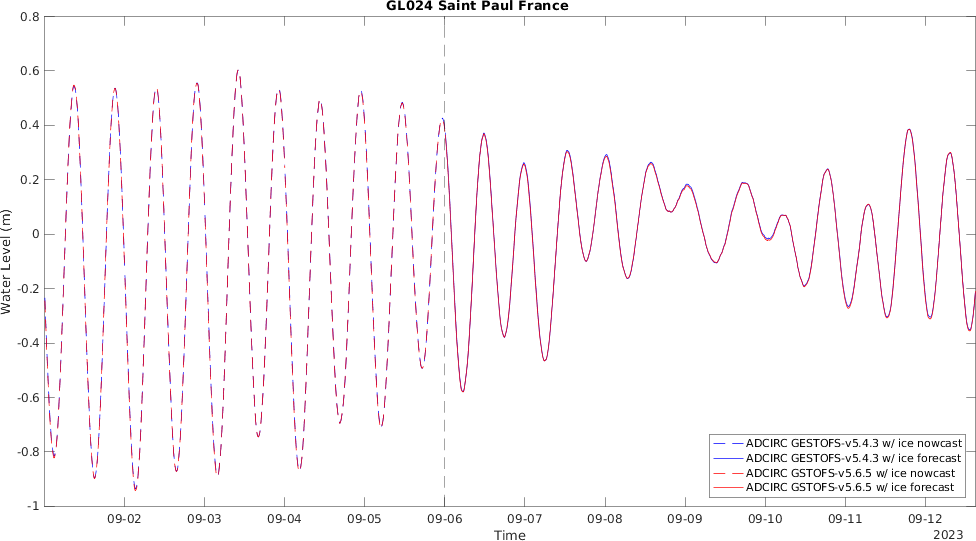 GL024 Saint Paul France
0.8
0.6
0.4
0.2
0
-0.2
-0.4
-0.6
-0.8
-1
Water Level (m)
09-02 09-03 09-04 09-05 09-06 09-07 09-08 09-09 09-10 09-11 09-12
Time
2023
ADCIRC GESTOFS-v5.4.3 w/ ice nowcast
ADCIRC GESTOFS-v5.4.3 w/ ice forecast
ADCIRC GSTOFS-v5.6.5 w/ ice nowcast
ADCIRC GSTOFS-v5.6.5 w/ ice forecast